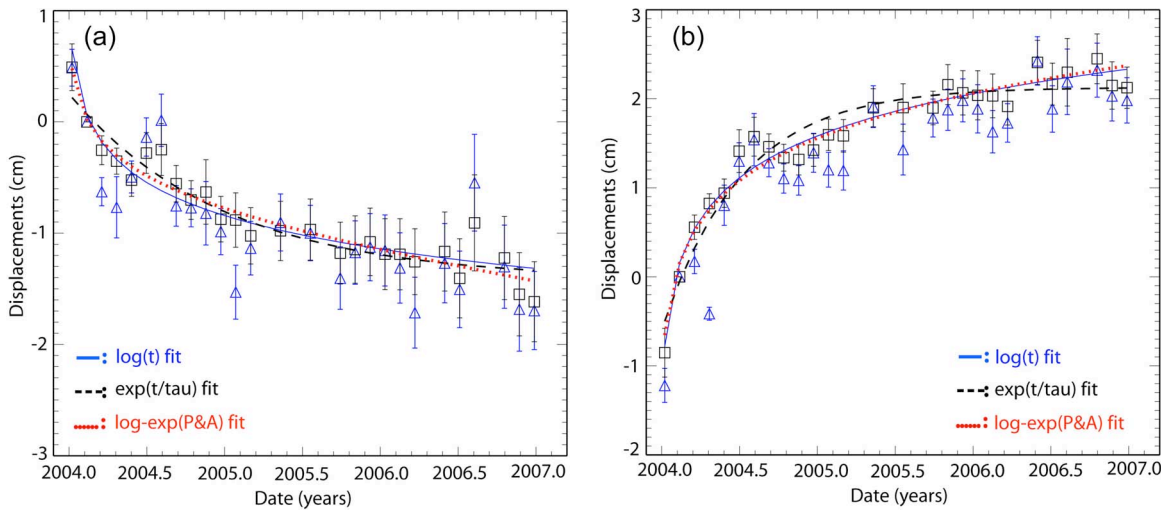 (a)
Displacements (cm)
1
0
-1
-2
-3
log(t) fit
exp(t/tau) fit
log-exp(P&A) fit
2004.0 2004.5 2005.0 2005.5 2006.0 2006.5 2007.0
Date (years)
(b)
Displacements (cm)
3
2
1
0
-1
-2
log(t) fit
exp(t/tau) fit
log-exp(P&A) fit
2004.0 2004.5 2005.0 2005.5 2006.0 2006.5 2007.0
Date (years)